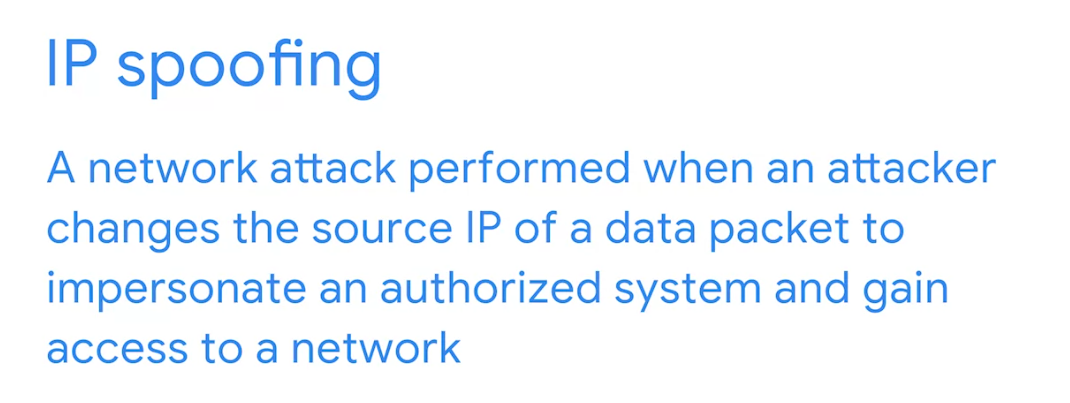 IP spoofing
A network attack performed when an attacker
changes the source IP of a data packet to
impersonate an authorized system and gain
access to a network